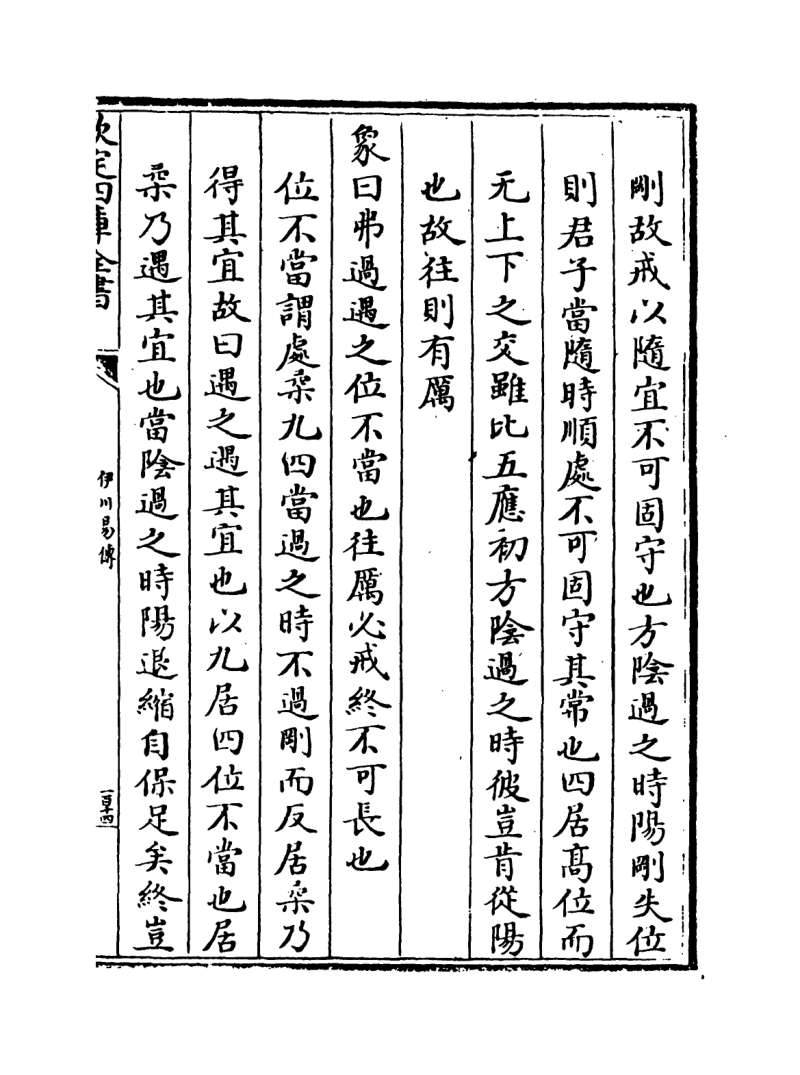 剛故戒以隨宜不可固守也方陰過之時陽剛失位
則君子當隨時順處不可固守其常也四居髙位而
无上下之交雖比五應初方陰過之時彼豈肯從陽
也故往則有厲
象曰弗過遇之位不當也往厲必戒終不可長也
位不當謂處柔九四當過之時不過剛而反居柔乃
得其宜故曰遇之遇其宜也以九居四位不當也居
柔乃遇其宜也當陰過之時陽退縮自保足矣終豈
欽定四庫全書
伊川易傳
一百十四